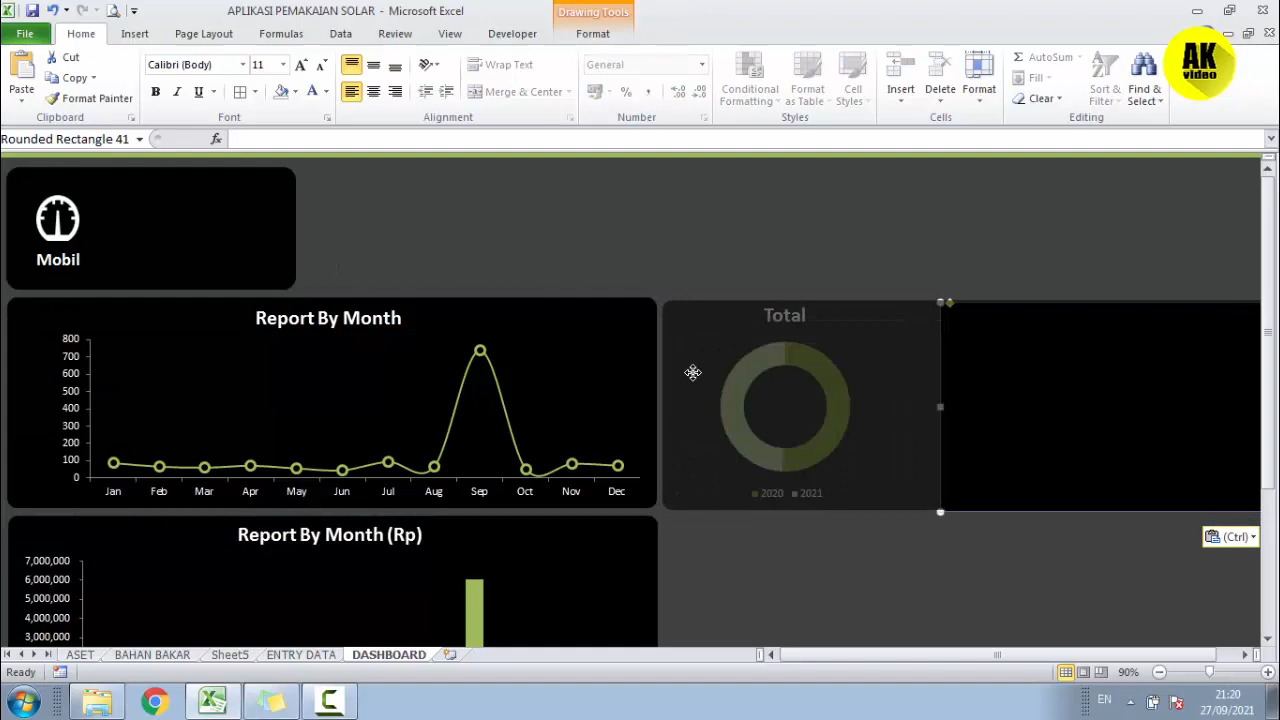 APLIKASI PEMAKAIAN SOLAR - Microsoft Excel
Drawing Tools
File Home Insert Page Layout Formulas Data Review View Developer Format
AK
video
Paste
Cut
Copy
Format Painter
Clipboard
Calibri (Body) 11
B I U
Font
Wrap Text
Merge & Center
Alignment
General
Number
Conditional
Formatting
Format
as Table
Cell
Styles
Styles
Insert
Delete
Format
Cells
AutoSum
Fill
Clear
Sort &
Filter
Find &
Select
Editing
Rounded Rectangle 41
fx
Mobil
Report By Month
800
700
600
500
400
300
200
100
0
Jan Feb Mar Apr May Jun Jul Aug Sep Oct Nov Dec
Total
2020 2021
(Ctrl)
Report By Month (Rp)
7,000,000
6,000,000
5,000,000
4,000,000
3,000,000
ASET BAHAN BAKAR Sheet5 ENTRY DATA DASHBOARD
Ready
90%
EN
21:20
27/09/2021